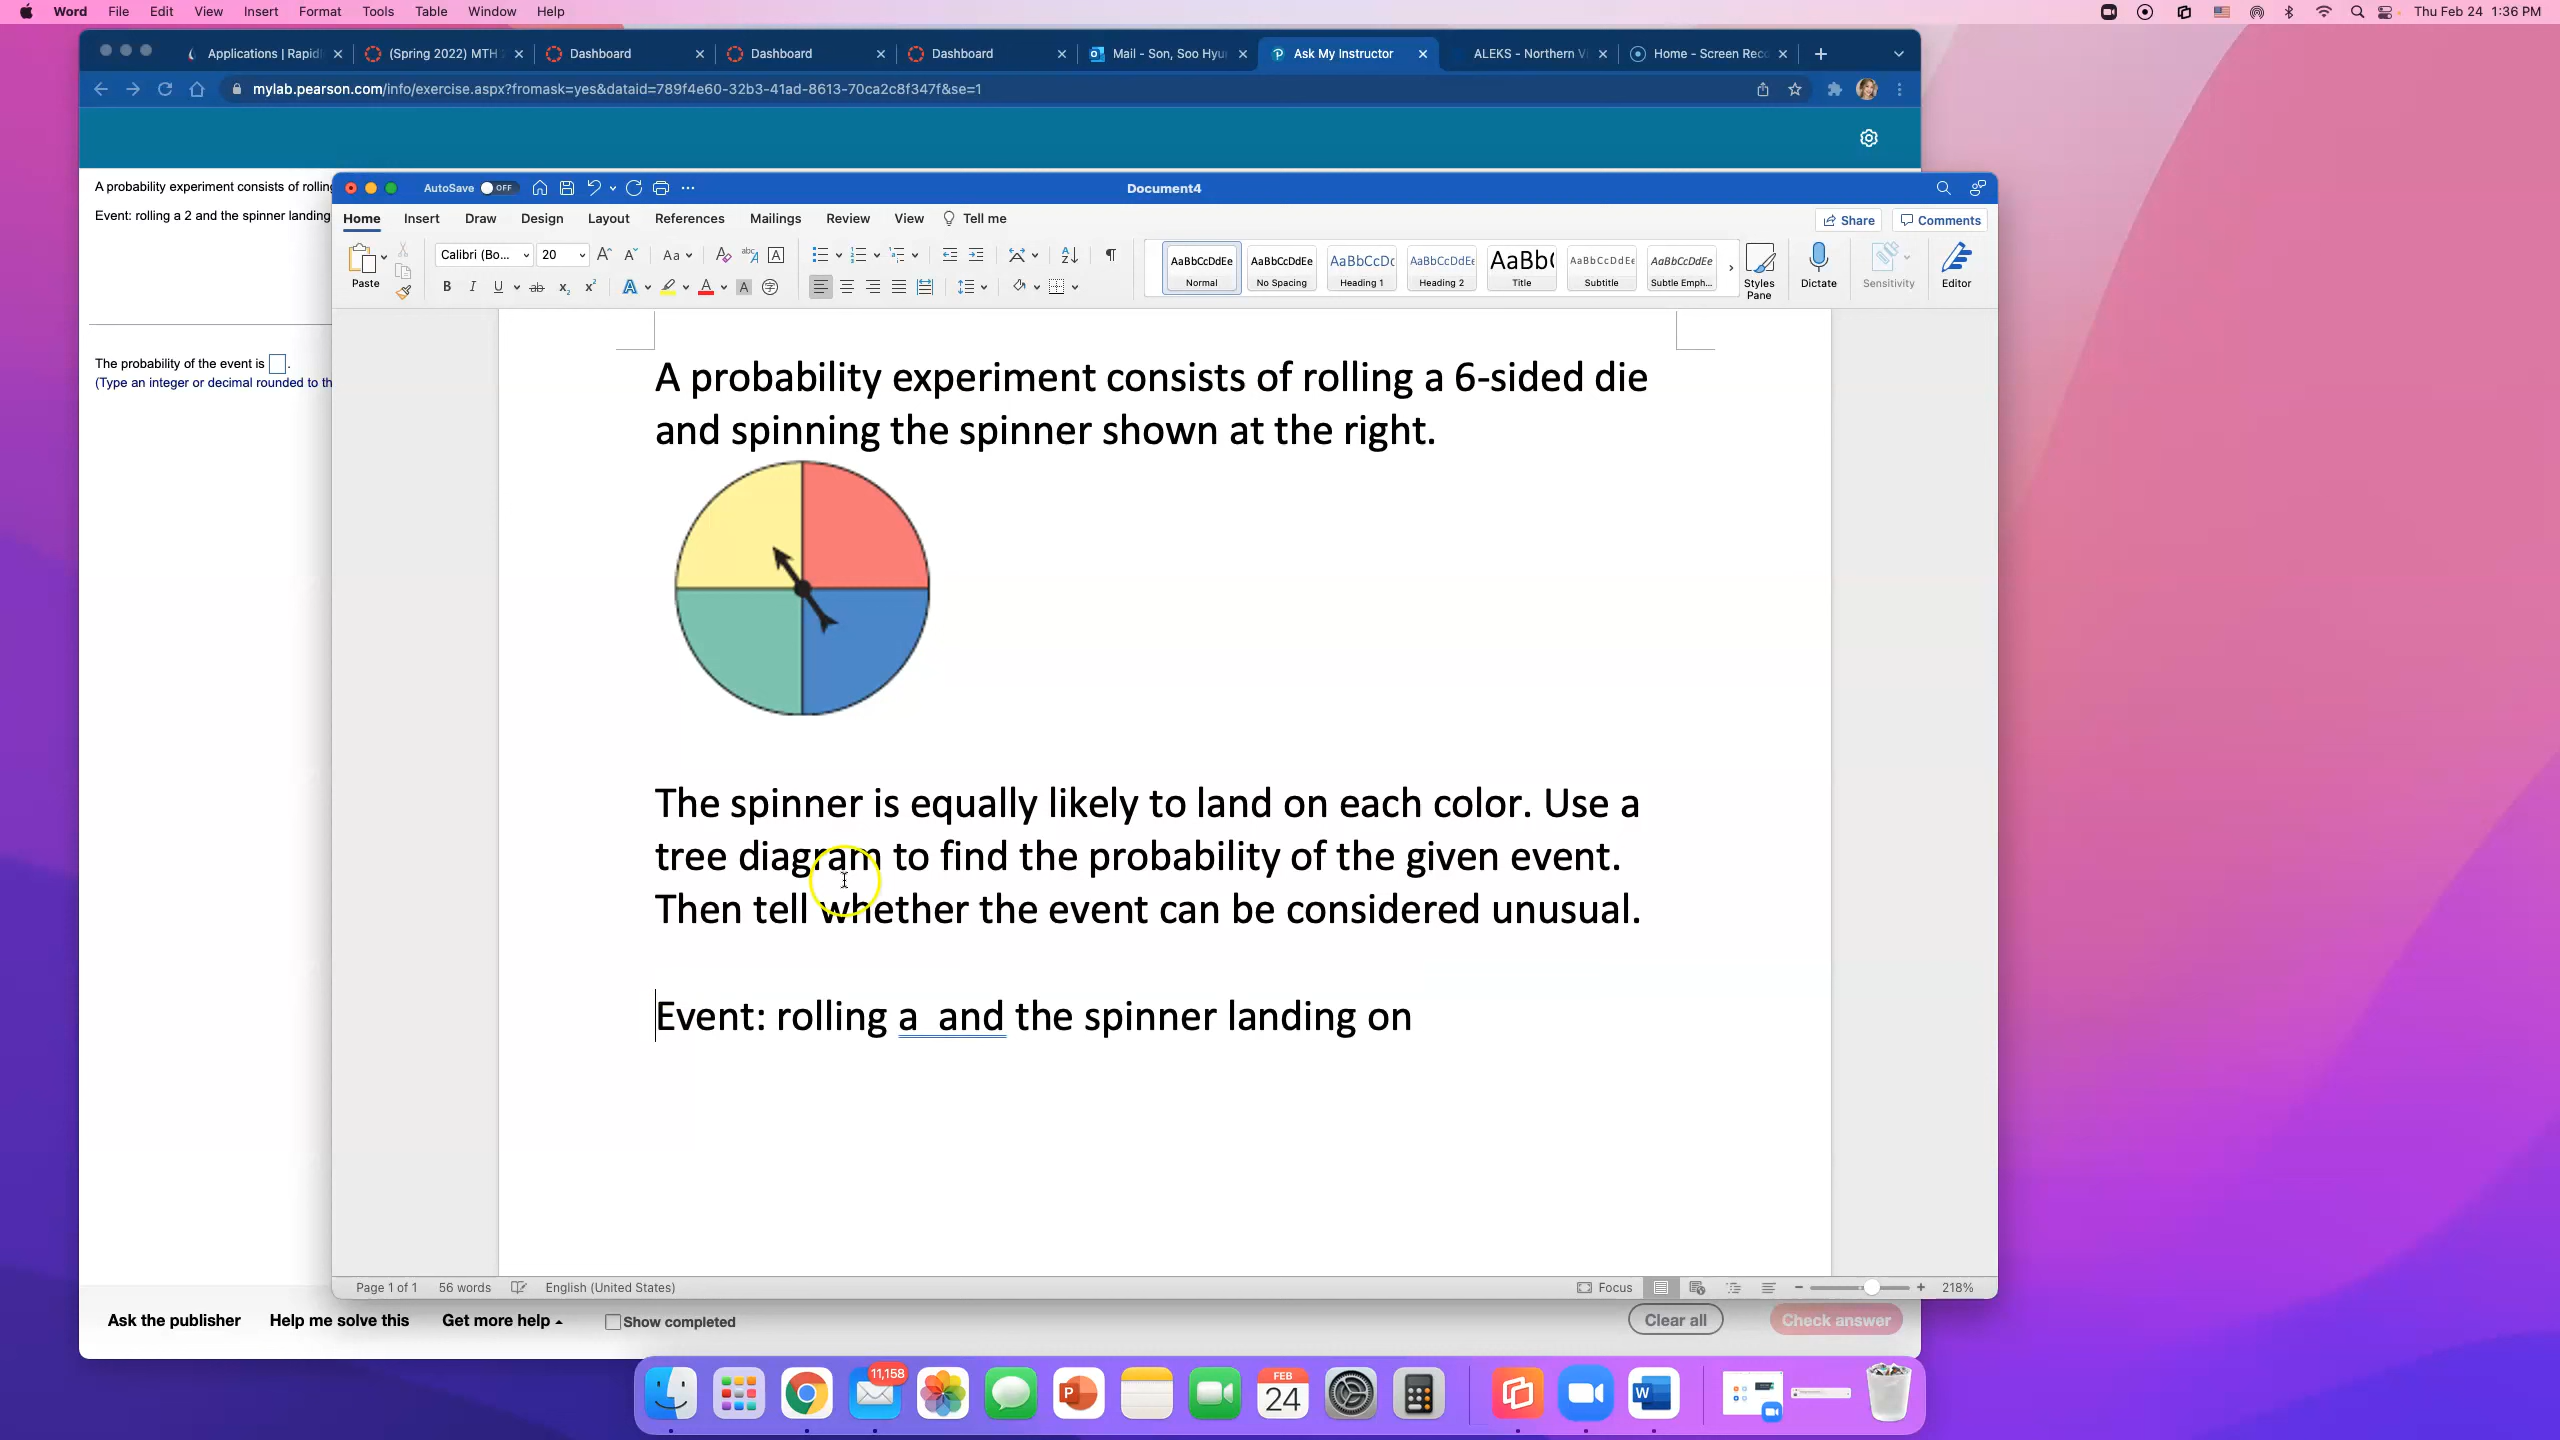 Word File Edit View Insert Format Tools Table Window Help Thu Feb 24 1:36 PM
Applications | Rapidl (Spring 2022) MTH Dashboard Dashboard Dashboard Mail - Son, Soo Hyu Ask My Instructor ALEKS - Northern Vi Home - Screen Reco
mylab.pearson.com/info/exercise.aspx?fromask=yes&dataid=789f4e60-32b3-41ad-8613-70ca2c8f347f&se=1
A probability experiment consists of rolling
Event: rolling a 2 and the spinner landing
The probability of the event is .
(Type an integer or decimal rounded to th
AutoSave OFF Document4
Home Insert Draw Design Layout References Mailings Review View Tell me Share Comments
Paste Calibri (Bo... 20 Aa
AaBbCcDdEe AaBbCcDdEe AaBbCcDc AaBbCcDdEe AaBb( AaBbCcDdEe AaBbCcDdEe
Normal No Spacing Heading 1 Heading 2 Title Subtitle Subtle Emph... Styles Pane Dictate Sensitivity Editor
A probability experiment consists of rolling a 6-sided die
and spinning the spinner shown at the right.
The spinner is equally likely to land on each color. Use a
tree diagram to find the probability of the given event.
Then tell whether the event can be considered unusual.
Event: rolling a  and the spinner landing on
Page 1 of 1 56 words English (United States) Focus 218%
Ask the publisher Help me solve this Get more help Show completed Clear all Check answer
11,158
FEB
24